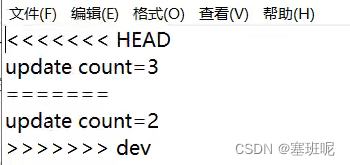 文件(F) 编辑(E) 格式(O) 查看(V) 帮助(H)
<<<<<<< HEAD
update count=3
=======
update count=2
>>>>>>> dev
CSDN @塞班呢